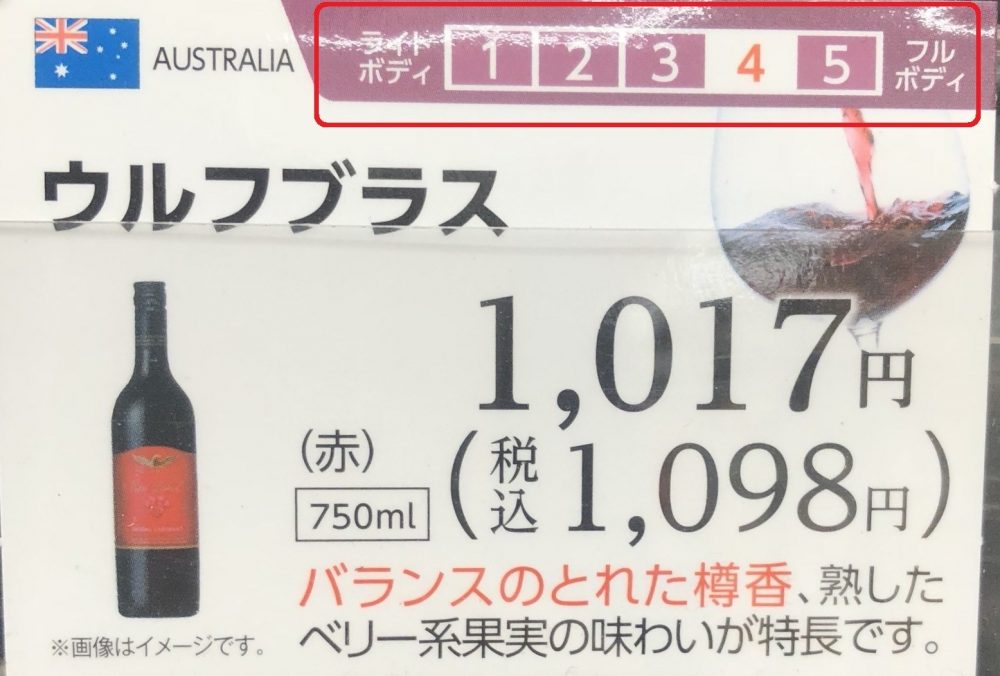 AUSTRALIA
ライトボディ 1 2 3 4 5 フルボディ
ウルフブラス
1,017円
(赤)
750ml
(税込 1,098円)
バランスのとれた樽香、熟した
ベリー系果実の味わいが特長です。
※画像はイメージです。